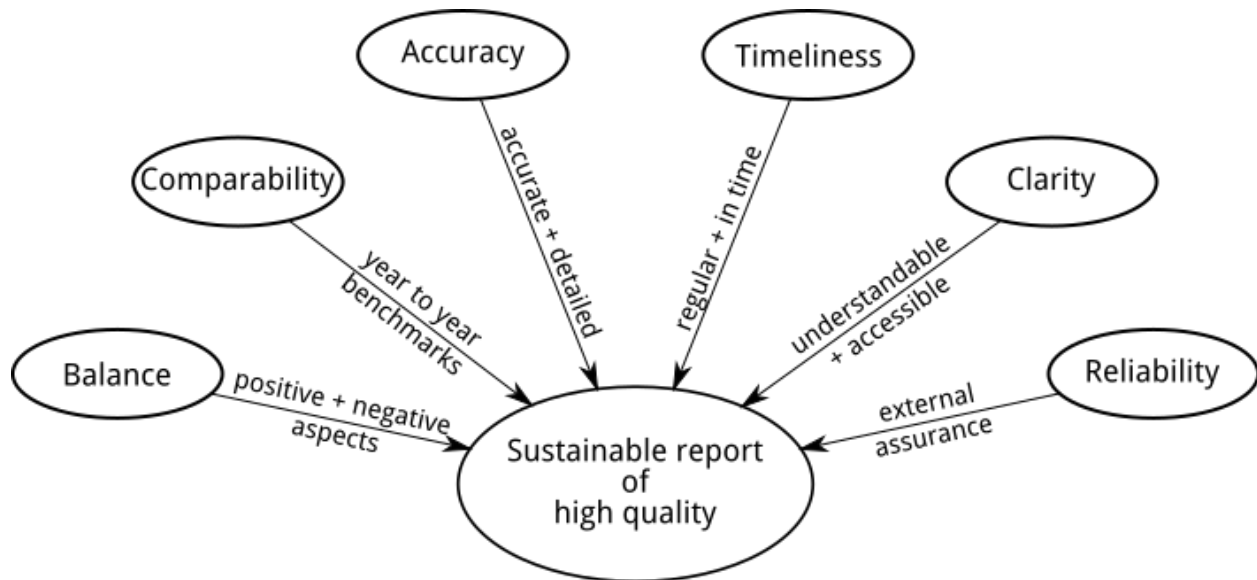 Accuracy
Timeliness
Comparability
Clarity
Balance
Reliability
accurate + detailed
regular + in time
year to year
benchmarks
understandable
+ accessible
positive + negative
aspects
external
assurance
Sustainable report
of
high quality